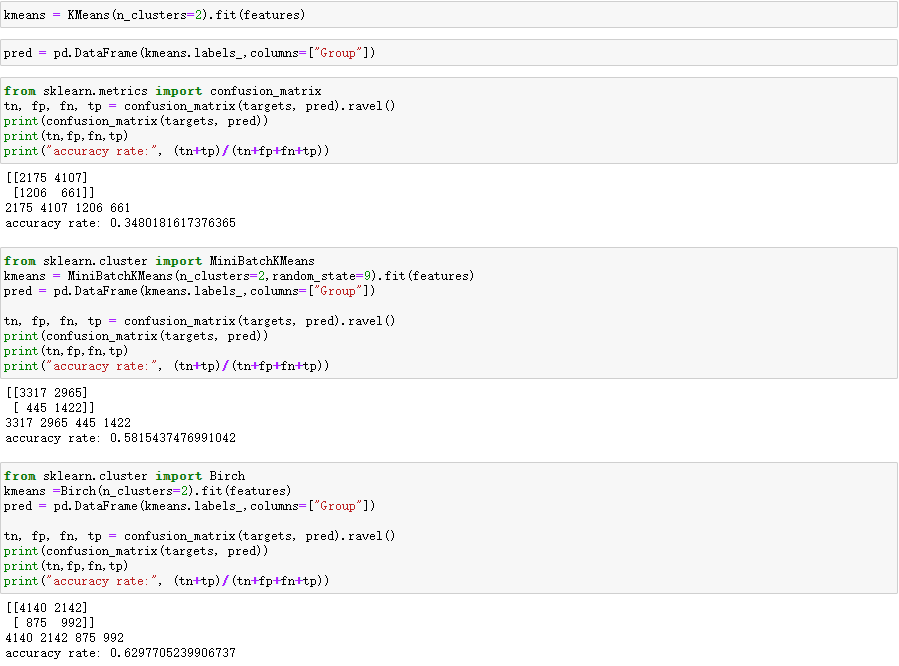 kmeans = KMeans(n_clusters=2).fit(features)
pred = pd.DataFrame(kmeans.labels_,columns=["Group"])
from sklearn.metrics import confusion_matrix
tn, fp, fn, tp = confusion_matrix(targets, pred).ravel()
print(confusion_matrix(targets, pred))
print(tn,fp,fn,tp)
print("accuracy rate:", (tn+tp)/(tn+fp+fn+tp))
[[2175 4107]
 [1206  661]]
2175 4107 1206 661
accuracy rate: 0.3480181617376365
from sklearn.cluster import MiniBatchKMeans
kmeans = MiniBatchKMeans(n_clusters=2,random_state=9).fit(features)
pred = pd.DataFrame(kmeans.labels_,columns=["Group"])
tn, fp, fn, tp = confusion_matrix(targets, pred).ravel()
print(confusion_matrix(targets, pred))
print(tn,fp,fn,tp)
print("accuracy rate:", (tn+tp)/(tn+fp+fn+tp))
[[3317 2965]
 [ 445 1422]]
3317 2965 445 1422
accuracy rate: 0.5815437476991042
from sklearn.cluster import Birch
kmeans =Birch(n_clusters=2).fit(features)
pred = pd.DataFrame(kmeans.labels_,columns=["Group"])
tn, fp, fn, tp = confusion_matrix(targets, pred).ravel()
print(confusion_matrix(targets, pred))
print(tn,fp,fn,tp)
print("accuracy rate:", (tn+tp)/(tn+fp+fn+tp))
[[4140 2142]
 [ 875  992]]
4140 2142 875 992
accuracy rate: 0.6297705239906737